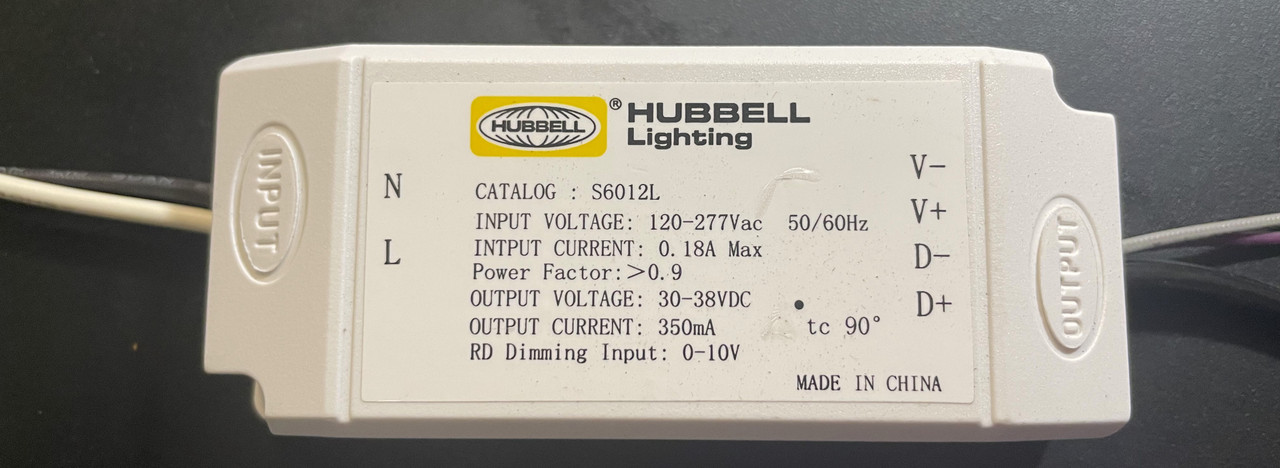 INPUT
N
L
HUBBELL ® HUBBELL
Lighting
CATALOG : S6012L
INPUT VOLTAGE: 120-277Vac 50/60Hz
INTPUT CURRENT: 0.18A Max
Power Factor:>0.9
OUTPUT VOLTAGE: 30-38VDC
OUTPUT CURRENT: 350mA
RD Dimming Input: 0-10V
tc 90°
MADE IN CHINA
V-
V+
D-
D+
OUTPUT